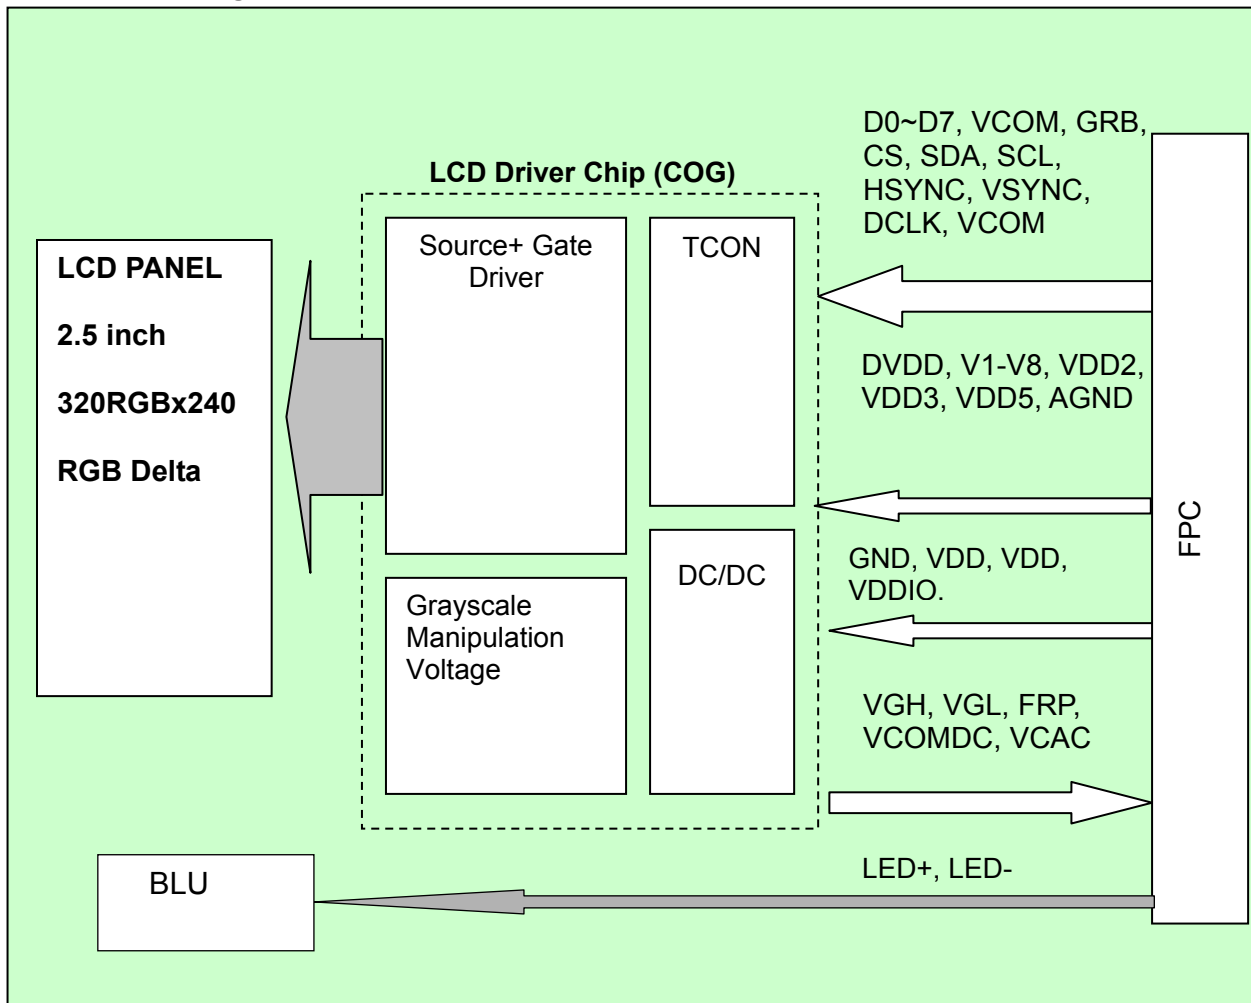 LCD Driver Chip (COG)
LCD PANEL
2.5 inch
320RGBx240
RGB Delta
Source+ Gate
Driver
TCON
Grayscale
Manipulation
Voltage
DC/DC
D0~D7, VCOM, GRB,
CS, SDA, SCL,
HSYNC, VSYNC,
DCLK, VCOM
DVDD, V1-V8, VDD2,
VDD3, VDD5, AGND
GND, VDD, VDD,
VDDIO.
VGH, VGL, FRP,
VCOMDC, VCAC
LED+, LED-
FPC
BLU